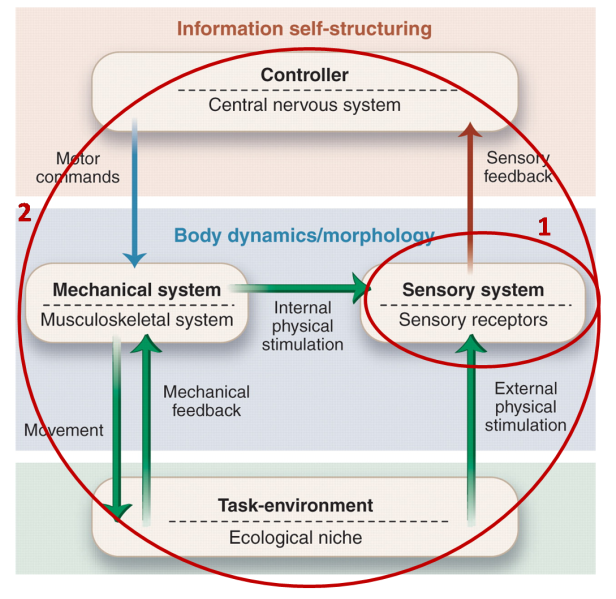 Information self-structuring
Controller
Central nervous system
Motor
commands
Sensory
feedback
2
Body dynamics/morphology
1
Mechanical system
Musculoskeletal system
Internal
physical
stimulation
Sensory system
Sensory receptors
Mechanical
feedback
Movement
External
physical
stimulation
Task-environment
Ecological niche